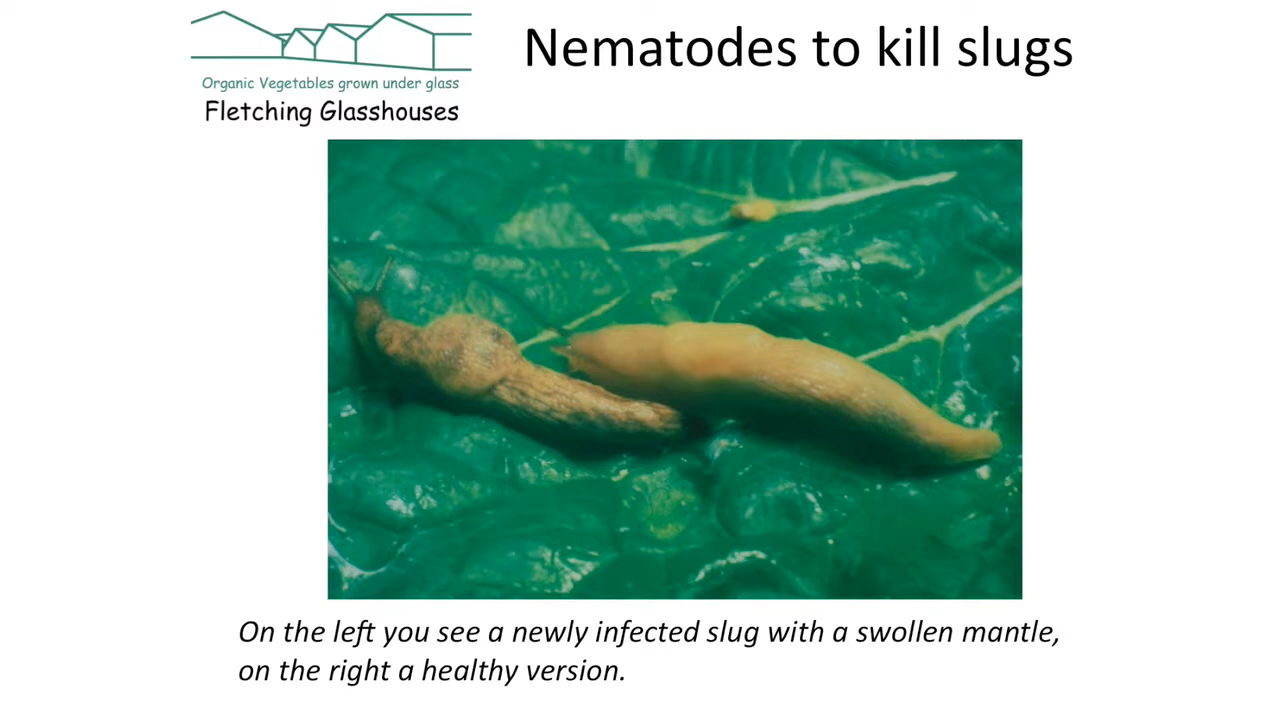 Nematodes to kill slugs
Organic Vegetables grown under glass
Fletching Glasshouses
On the left you see a newly infected slug with a swollen mantle,
on the right a healthy version.